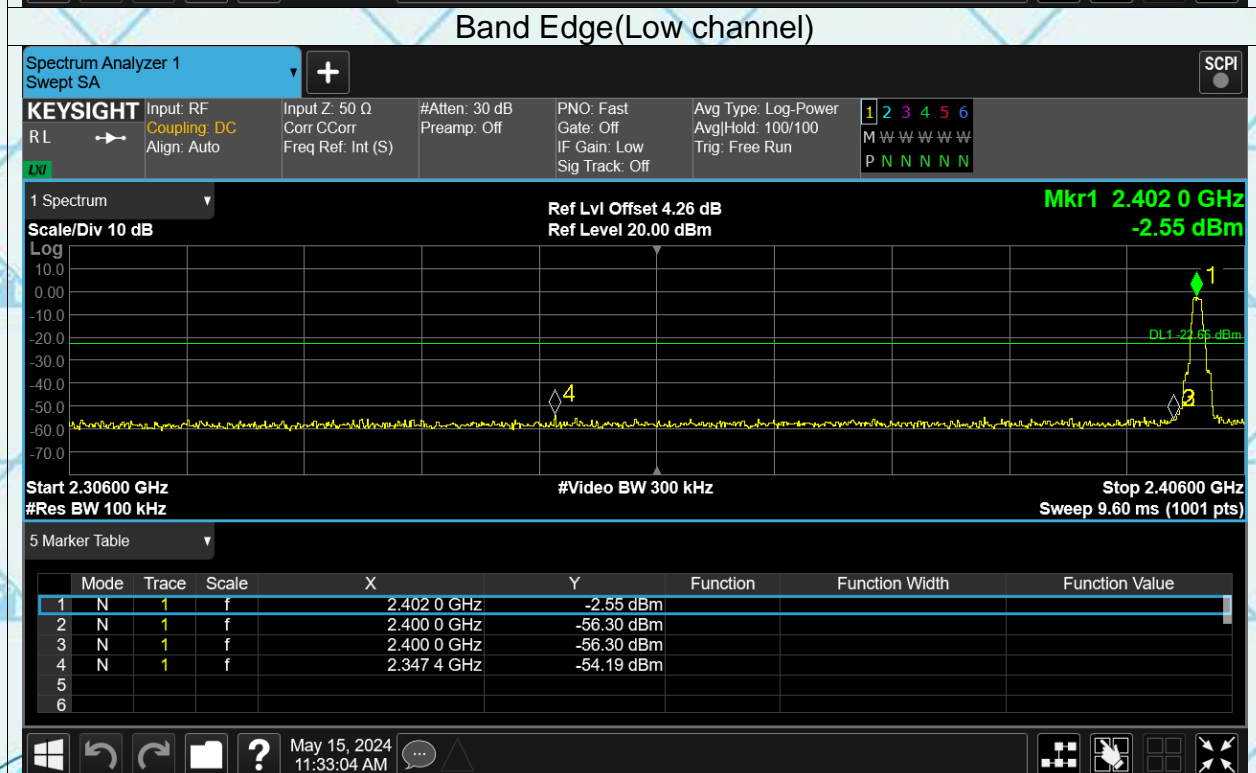 Band Edge(Low channel)
Spectrum Analyzer 1
Swept SA
+
SCPI
KEYSIGHT Input: RF Input Z: 50 Ω #Atten: 30 dB PNO: Fast Avg Type: Log-Power 1 2 3 4 5 6
RL Coupling: DC Corr CCorr Preamp: Off Gate: Off Avg|Hold: 100/100 M W W W W W
Align: Auto Freq Ref: Int (S) IF Gain: Low Trig: Free Run
LXI Sig Track: Off P N N N N N
1 Spectrum
Ref Lvl Offset 4.26 dB
Mkr1 2.402 0 GHz
Scale/Div 10 dB Ref Level 20.00 dBm -2.55 dBm
Log
10.0
1
0.00
-10.0
-20.0
DL1 -22.66 dBm
-30.0
-40.0
4
-50.0
-60.0
-70.0
Start 2.30600 GHz #Video BW 300 kHz Stop 2.40600 GHz
#Res BW 100 kHz Sweep 9.60 ms (1001 pts)
5 Marker Table
Mode Trace Scale X Y Function Function Width Function Value
1 N 1 f 2.402 0 GHz -2.55 dBm
2 N 1 f 2.400 0 GHz -56.30 dBm
3 N 1 f 2.400 0 GHz -56.30 dBm
4 N 1 f 2.347 4 GHz -54.19 dBm
5
6
?
May 15, 2024
11:33:04 AM